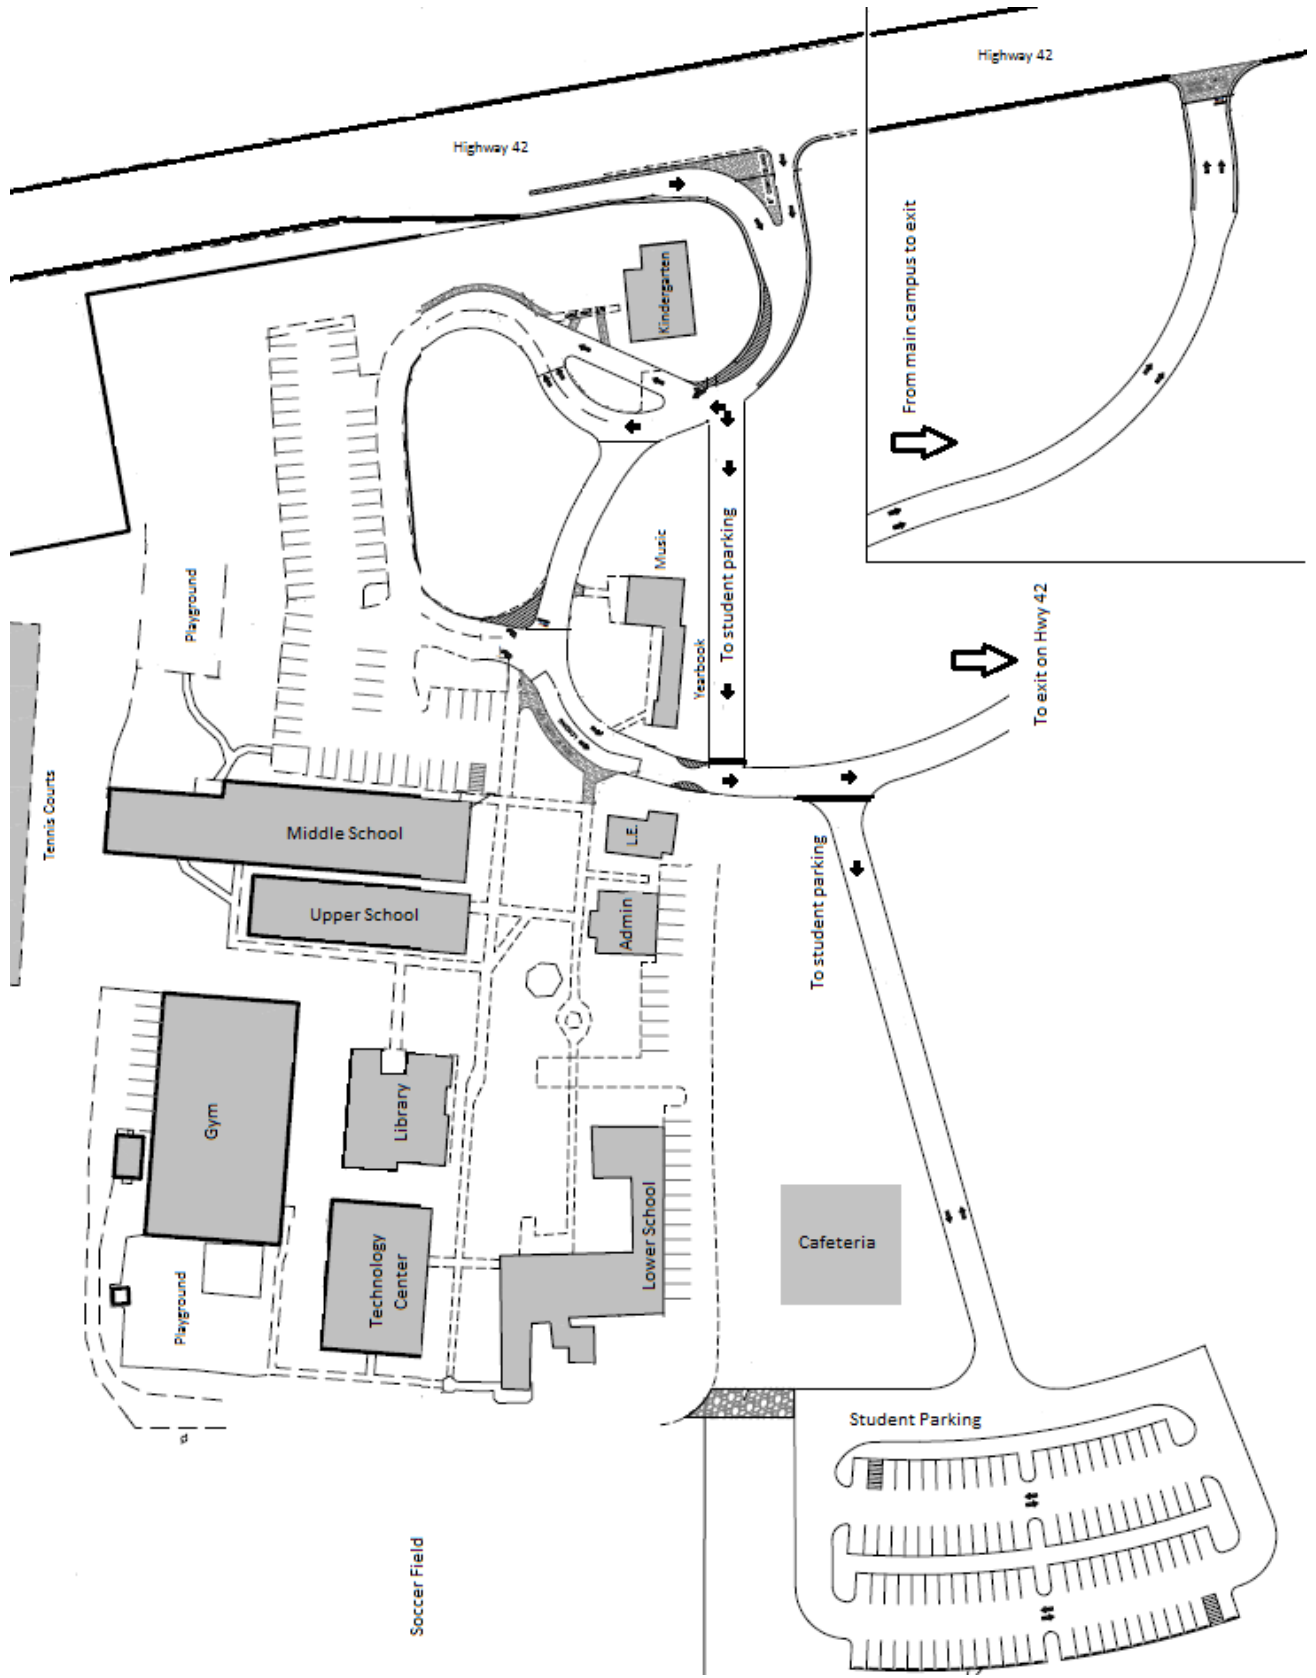 Highway 42
Highway 42
Kindergarten
From main campus to exit
Music
To student parking
Playground
Yearbook
To exit on Hwy 42
Tennis Courts
Middle School
L.E.
To student parking
Upper School
Admin
Gym
Library
Lower School
Cafeteria
Technology
Center
Playground
Student Parking
Soccer Field